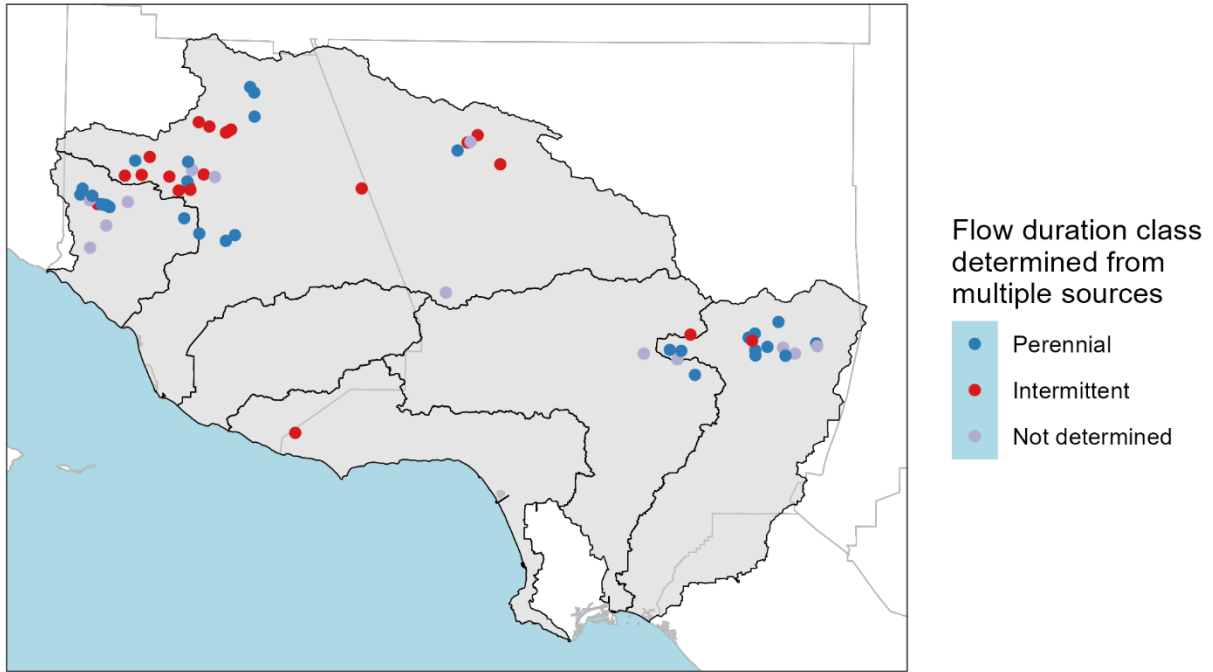 Flow duration class
determined from
multiple sources
Perennial
Intermittent
Not determined